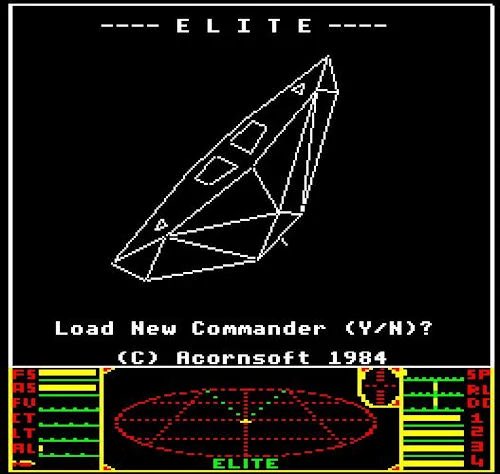 ---- E L I T E ----
Load New Commander (Y/N)?
(C) Acornsoft 1984
FS SP
AS RL
FV DC
CT 1
LT 2
AL 3
4
ELITE